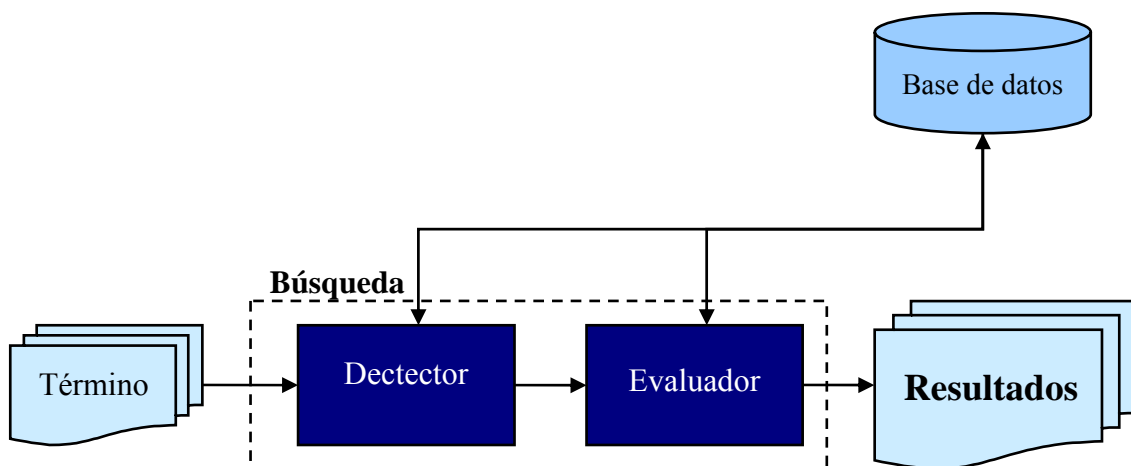 Base de datos
Búsqueda
Término
Dectector
Evaluador
Resultados